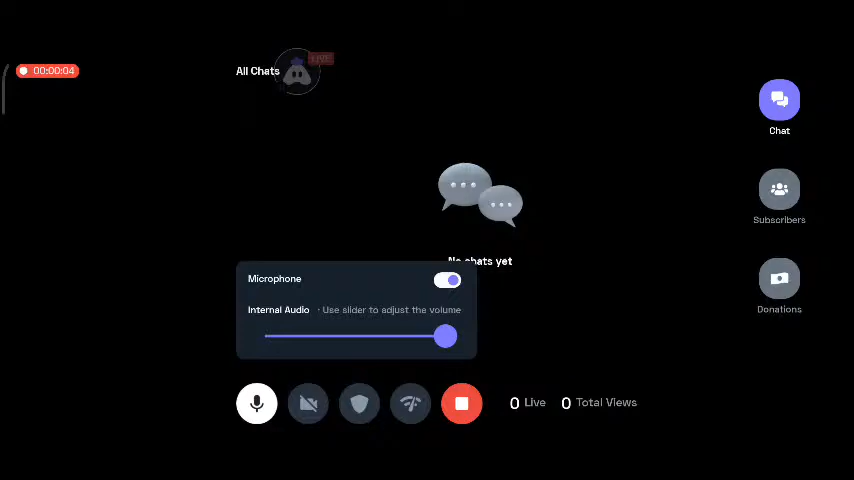 00:00:04
All Chats
LIVE
Chat
Subscribers
No chats yet
Microphone
Internal Audio · Use slider to adjust the volume
Donations
0 Live 0 Total Views